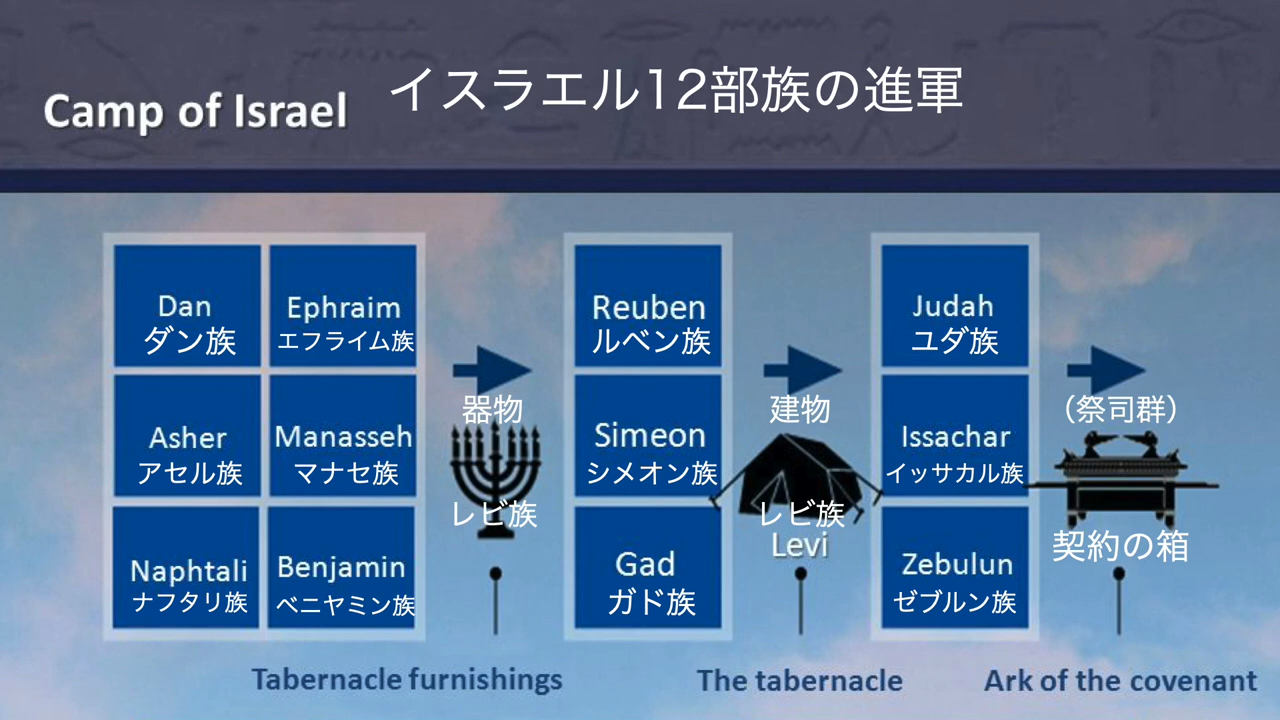 Camp of Israel
イスラエル12部族の進軍
Dan
ダン族
Ephraim
エフライム族
Asher
アセル族
Manasseh
マナセ族
Naphtali
ナフタリ族
Benjamin
ベニヤミン族
器物
レビ族
Tabernacle furnishings
Reuben
ルベン族
Simeon
シメオン族
Gad
ガド族
建物
レビ族
Levi
The tabernacle
Judah
ユダ族
Issachar
イッサカル族
Zebulun
ゼブルン族
（祭司群）
契約の箱
Ark of the covenant